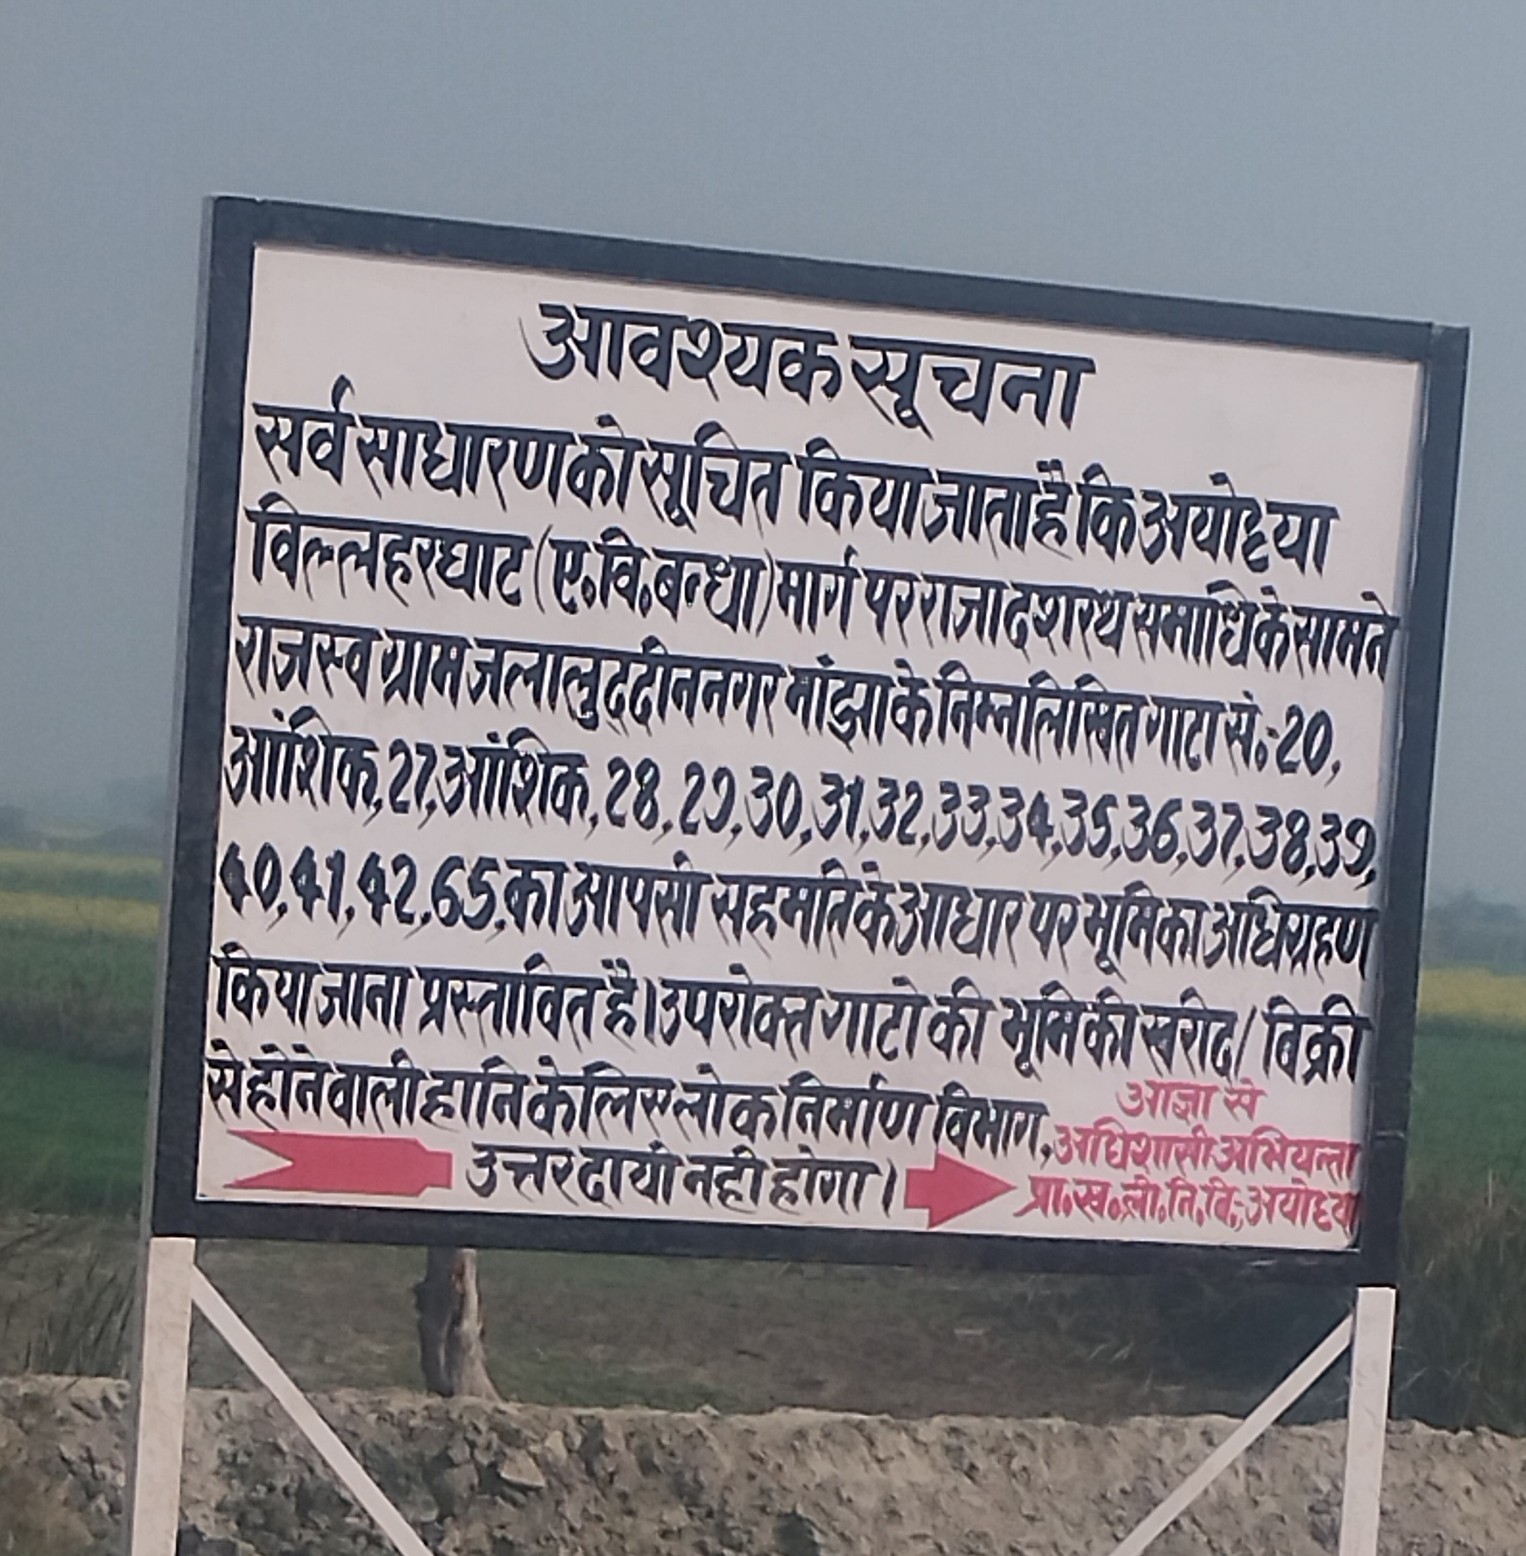 आवश्यक सूचना
सर्व साधारण को सूचित किया जाता है कि अयोध्या
विल्लहरघाट (ए.वि.बन्धा) मार्ग पर राजा दशरथ समाधि के सामने
राजस्व ग्राम जलालुद्दीन नगर मांझा के निम्नलिखित गाटा सं.-20,
आंशिक, 27, आंशिक, 28, 29, 30, 31, 32, 33, 34, 35, 36, 37, 38, 39,
40, 41, 42, 65, का आपसी सहमति के आधार पर भूमि का अधिग्रहण
किया जाना प्रस्तावित है। उपरोक्त गाटो की भूमि की खरीद/ बिक्री
से होने वाली हानि के लिए लोक निर्माण विभाग,
उत्तरदायी नही होगा।
आज्ञा से
अधिशासी अभियन्ता
प्रा.ख.लो.नि.वि.-अयोध्या